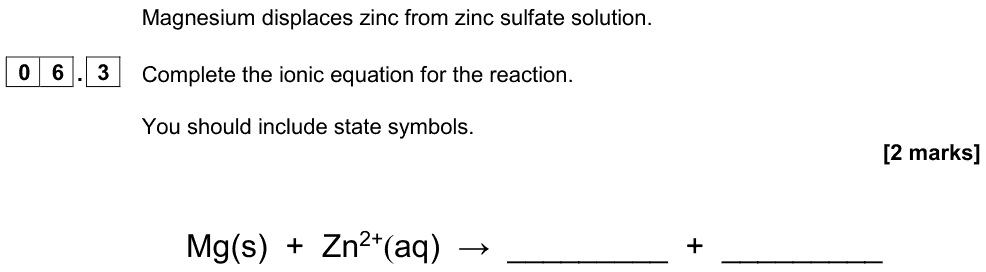 Magnesium displaces zinc from zinc sulfate solution.
0 6 . 3 Complete the ionic equation for the reaction.
You should include state symbols.
[2 marks]
Mg(s) + Zn²⁺(aq) → _________ + _________